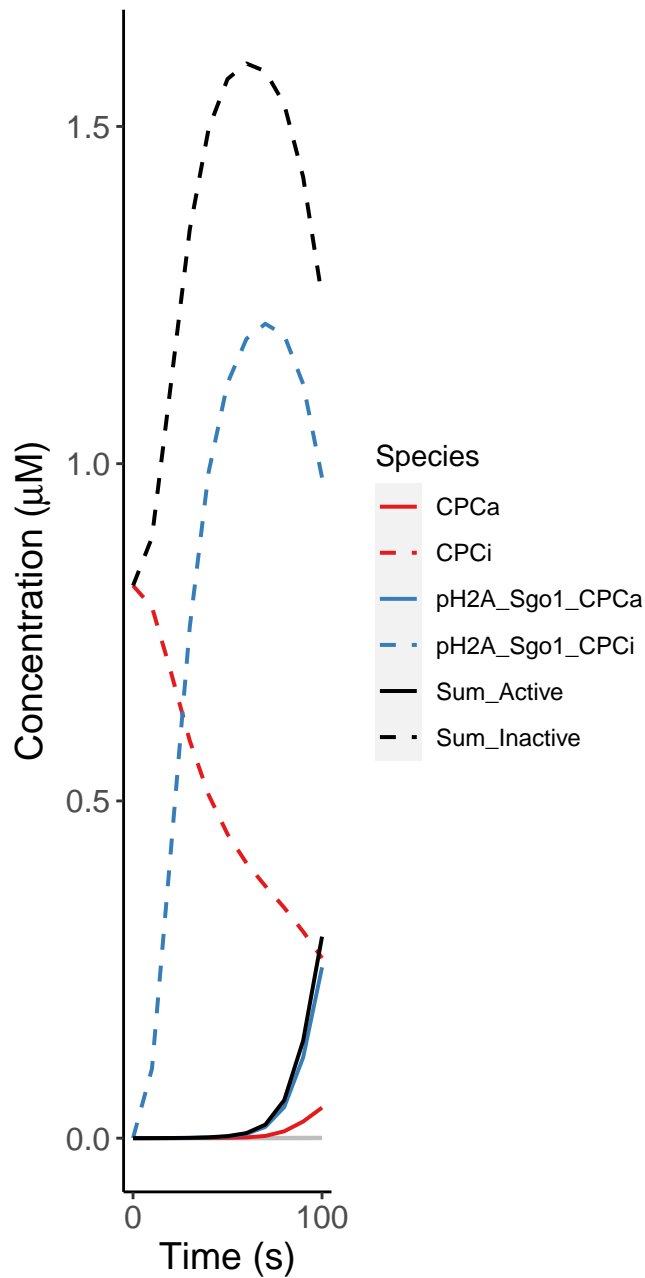 Concentration (μM)
1.5
1.0
0.5
0.0
0
100
Time (s)
Species
CPCa
CPCi
pH2A_Sgo1_CPCa
pH2A_Sgo1_CPCi
Sum_Active
Sum_Inactive